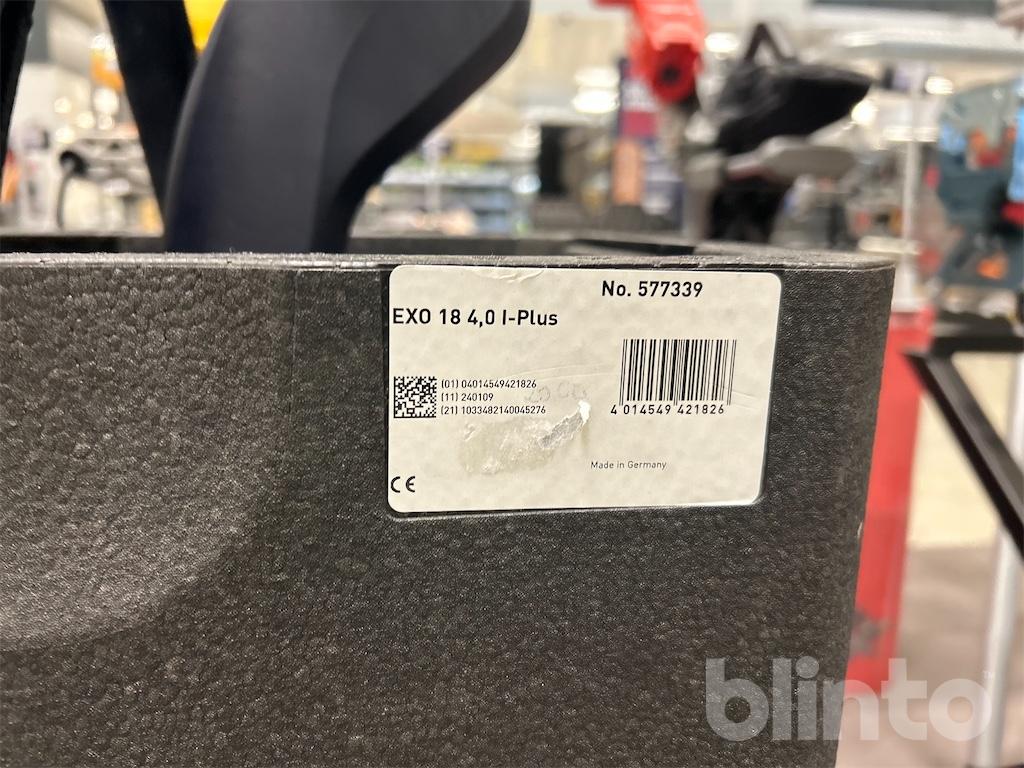 No. 577339
EXO 18 4,0 I-Plus
(01) 04014549421826
(11) 240109
(21) 1033482140045276
4 014549 421826
Made in Germany
CE
blinto